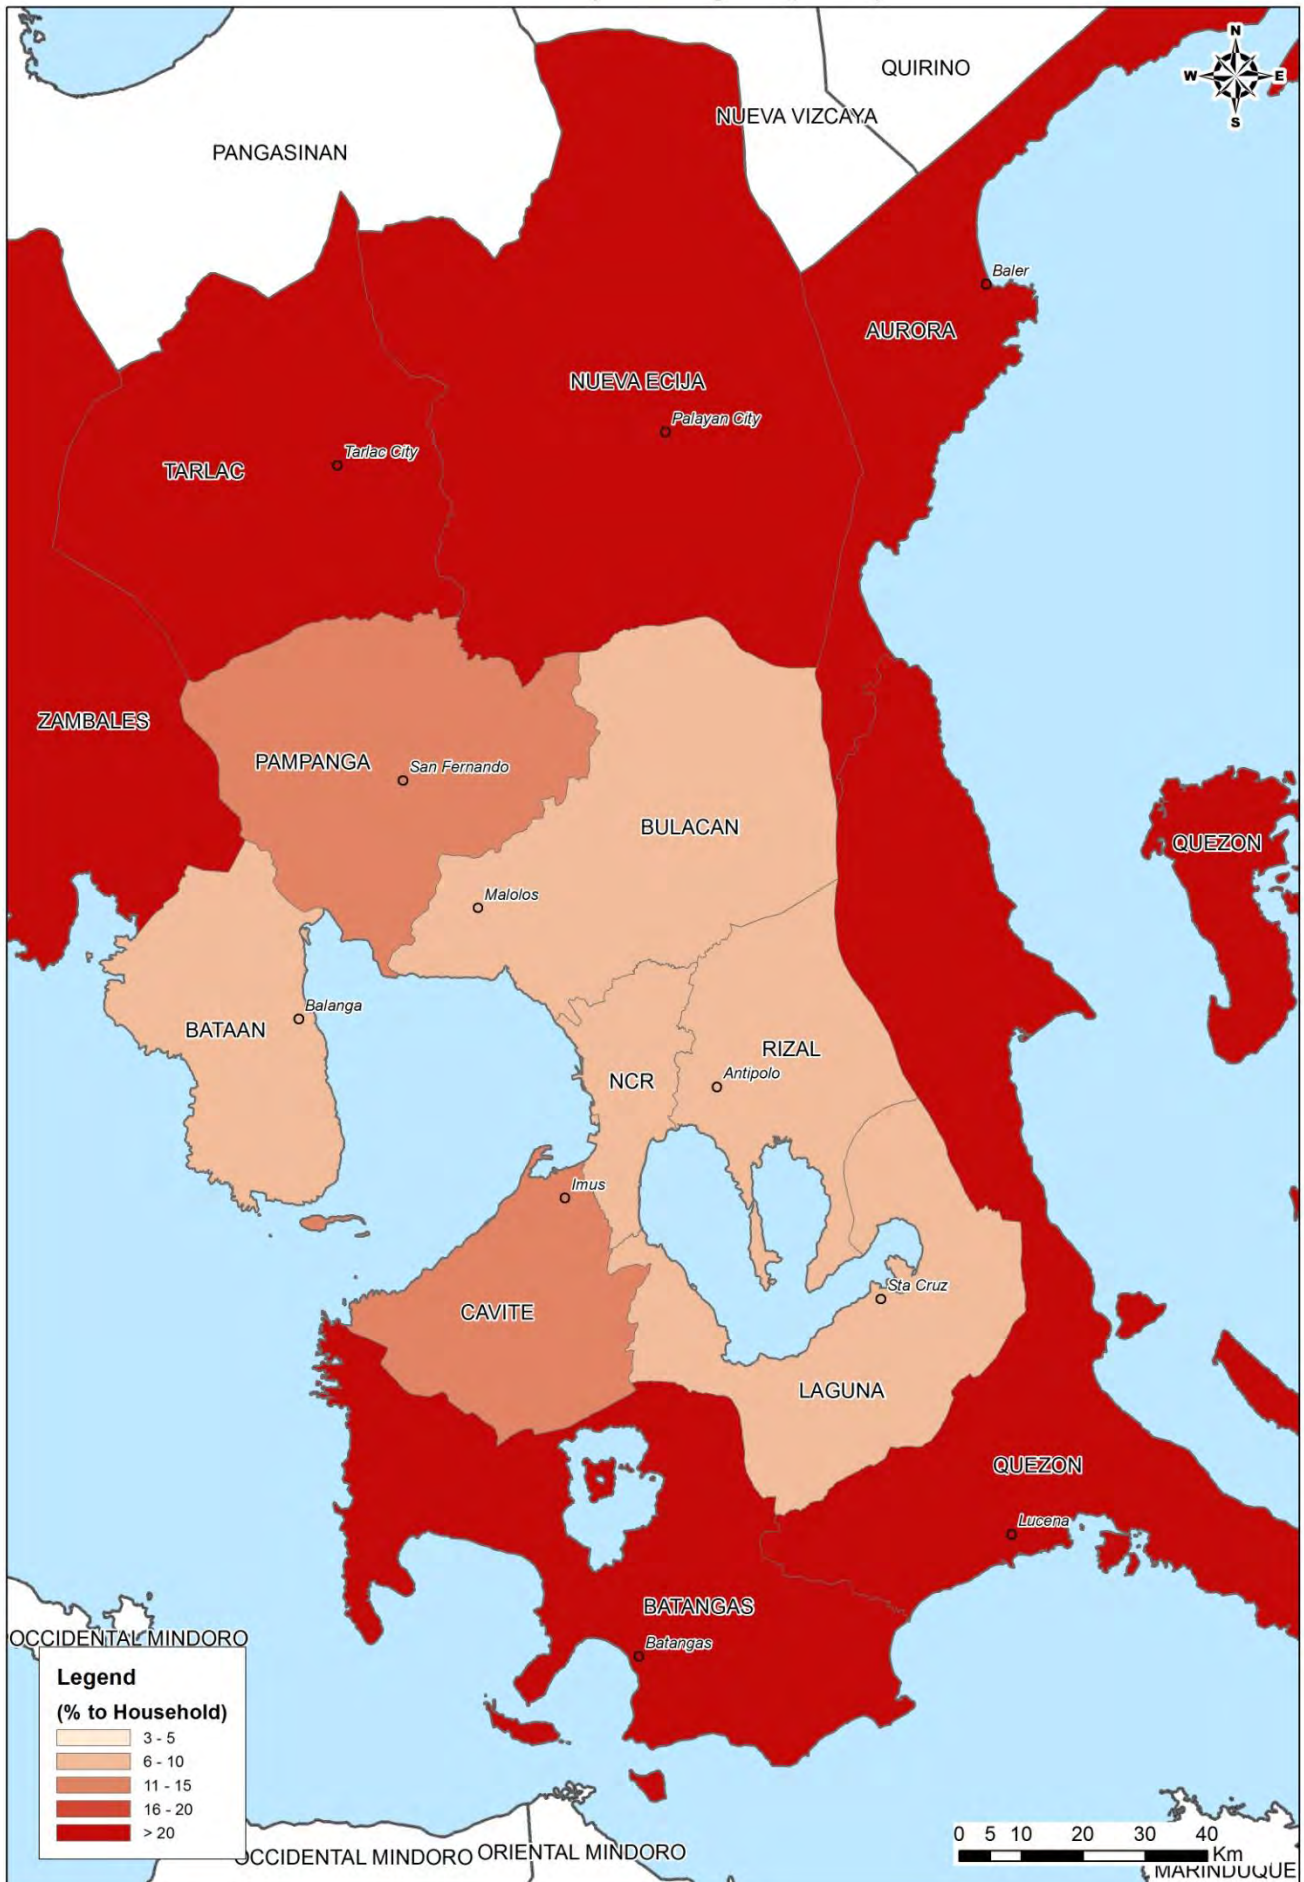 N
W E
S
QUIRINO
NUEVA VIZCAYA
PANGASINAN
Baler
AURORA
NUEVA ECIJA
Palayan City
Tarlac City
TARLAC
ZAMBALES
PAMPANGA
San Fernando
BULACAN
QUEZON
Malolos
Balanga
BATAAN
RIZAL
NCR
Antipolo
Imus
Sta Cruz
CAVITE
LAGUNA
QUEZON
Lucena
BATANGAS
Batangas
OCCIDENTAL MINDORO
Legend
(% to Household)
3 - 5
6 - 10
11 - 15
16 - 20
> 20
0 5 10 20 30 40
Km
OCCIDENTAL MINDORO
ORIENTAL MINDORO
MARINDUQUE